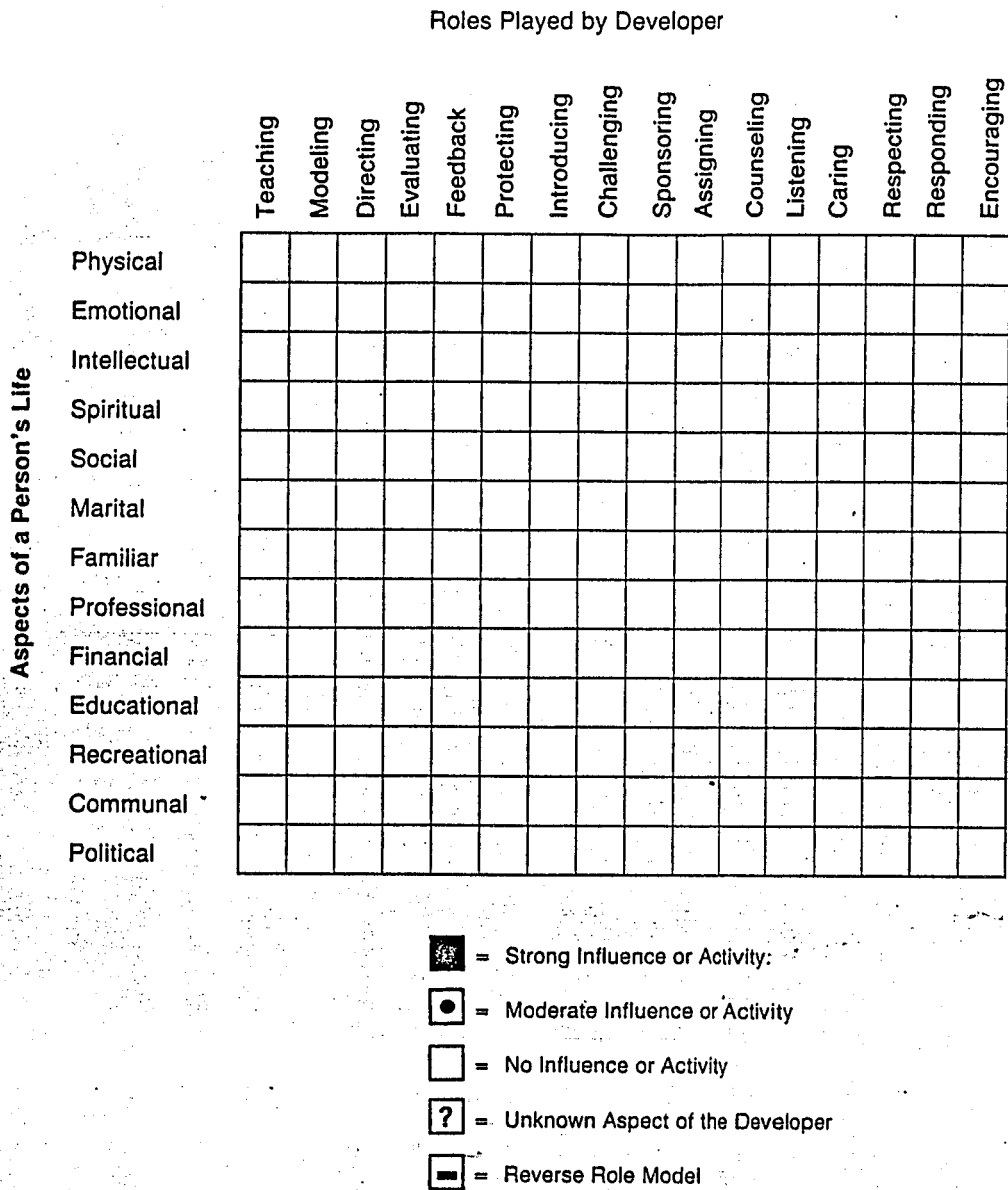 Roles Played by Developer
Teaching
Modeling
Directing
Evaluating
Feedback
Protecting
Introducing
Challenging
Sponsoring
Assigning
Counseling
Listening
Caring
Respecting
Responding
Encouraging
Aspects of a Person's Life
Physical
Emotional
Intellectual
Spiritual
Social
Marital
Familiar
Professional
Financial
Educational
Recreational
Communal
Political
= Strong Influence or Activity:
● = Moderate Influence or Activity
= No Influence or Activity
? = Unknown Aspect of the Developer
▬ = Reverse Role Model